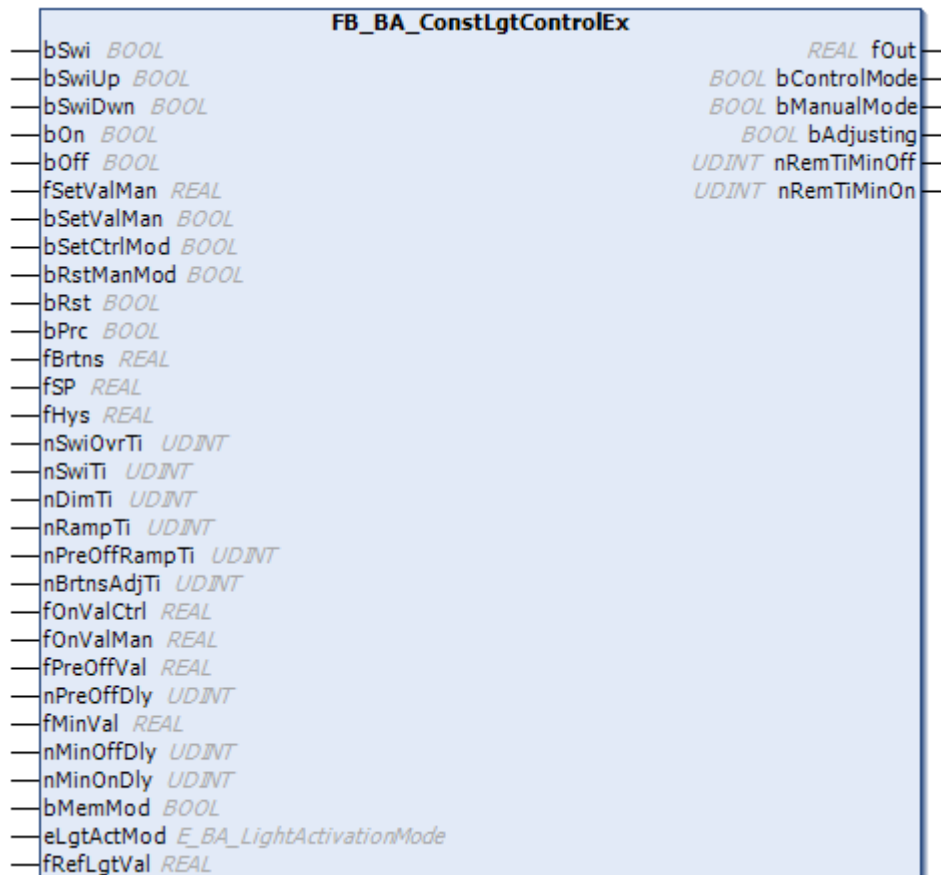 FB_BA_ConstLgtControlEx
bSwi BOOL REAL fOut
bSwiUp BOOL BOOL bControlMode
bSwiDwn BOOL BOOL bManualMode
bOn BOOL BOOL bAdjusting
bOff BOOL UDINT nRemTiMinOff
fSetValMan REAL UDINT nRemTiMinOn
bSetValMan BOOL
bSetCtrlMod BOOL
bRstManMod BOOL
bRst BOOL
bPrc BOOL
fBrtns REAL
fSP REAL
fHys REAL
nSwiOvrTi UDINT
nSwiTi UDINT
nDimTi UDINT
nRampTi UDINT
nPreOffRampTi UDINT
nBrtnsAdjTi UDINT
fOnValCtrl REAL
fOnValMan REAL
fPreOffVal REAL
nPreOffDly UDINT
fMinVal REAL
nMinOffDly UDINT
nMinOnDly UDINT
bMemMod BOOL
eLgtActMod E_BA_LightActivationMode
fRefLgtVal REAL